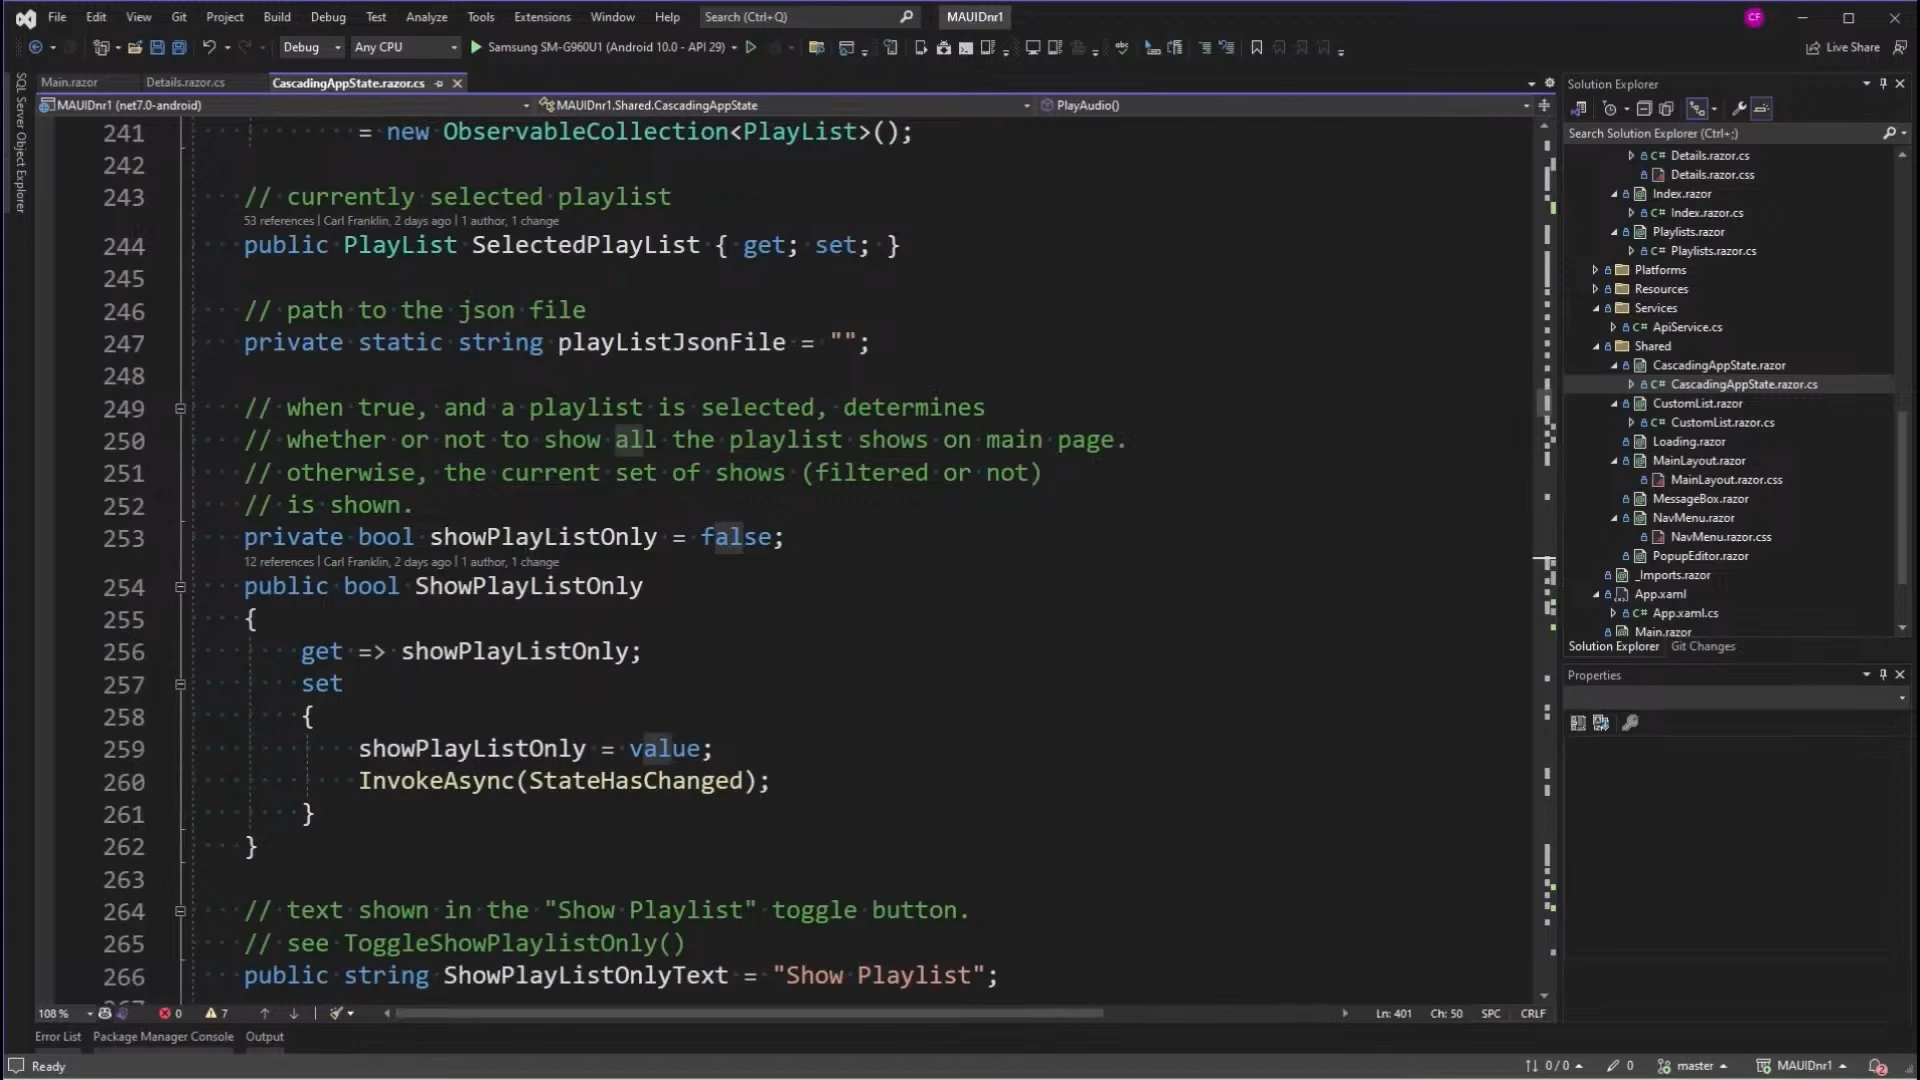 File Edit View Git Project Build Debug Test Analyze Tools Extensions Window Help Search (Ctrl+Q) MAUIDnr1 CF
Debug Any CPU Samsung SM-G960U1 (Android 10.0 - API 29) Live Share
SQL Server Object Explorer
Main.razor Details.razor.cs CascadingAppState.razor.cs
MAUIDnr1 (net7.0-android) MAUIDnr1.Shared.CascadingAppState PlayAudio()
241 = new ObservableCollection<PlayList>();
242
243 // currently selected playlist
53 references | Carl Franklin, 2 days ago | 1 author, 1 change
244 public PlayList SelectedPlayList { get; set; }
245
246 // path to the json file
247 private static string playListJsonFile = "";
248
249 // when true, and a playlist is selected, determines
250 // whether or not to show all the playlist shows on main page.
251 // otherwise, the current set of shows (filtered or not)
252 // is shown.
253 private bool showPlayListOnly = false;
12 references | Carl Franklin, 2 days ago | 1 author, 1 change
254 public bool ShowPlayListOnly
255 {
256 get => showPlayListOnly;
257 set
258 {
259 showPlayListOnly = value;
260 InvokeAsync(StateHasChanged);
261 }
262 }
263
264 // text shown in the "Show Playlist" toggle button.
265 // see ToggleShowPlaylistOnly()
266 public string ShowPlayListOnlyText = "Show Playlist";
267
108 % 0 7 Ln: 401 Ch: 50 SPC CRLF
Error List Package Manager Console Output
Ready 0 / 0 0 master MAUIDnr1 2
Solution Explorer
Search Solution Explorer (Ctrl+;)
C# Details.razor.cs
Details.razor.css
Index.razor
C# Index.razor.cs
Playlists.razor
C# Playlists.razor.cs
Platforms
Resources
Services
C# ApiService.cs
Shared
CascadingAppState.razor
C# CascadingAppState.razor.cs
CustomList.razor
C# CustomList.razor.cs
Loading.razor
MainLayout.razor
MainLayout.razor.css
MessageBox.razor
NavMenu.razor
NavMenu.razor.css
PopupEditor.razor
_Imports.razor
App.xaml
C# App.xaml.cs
Main.razor
Solution Explorer Git Changes
Properties